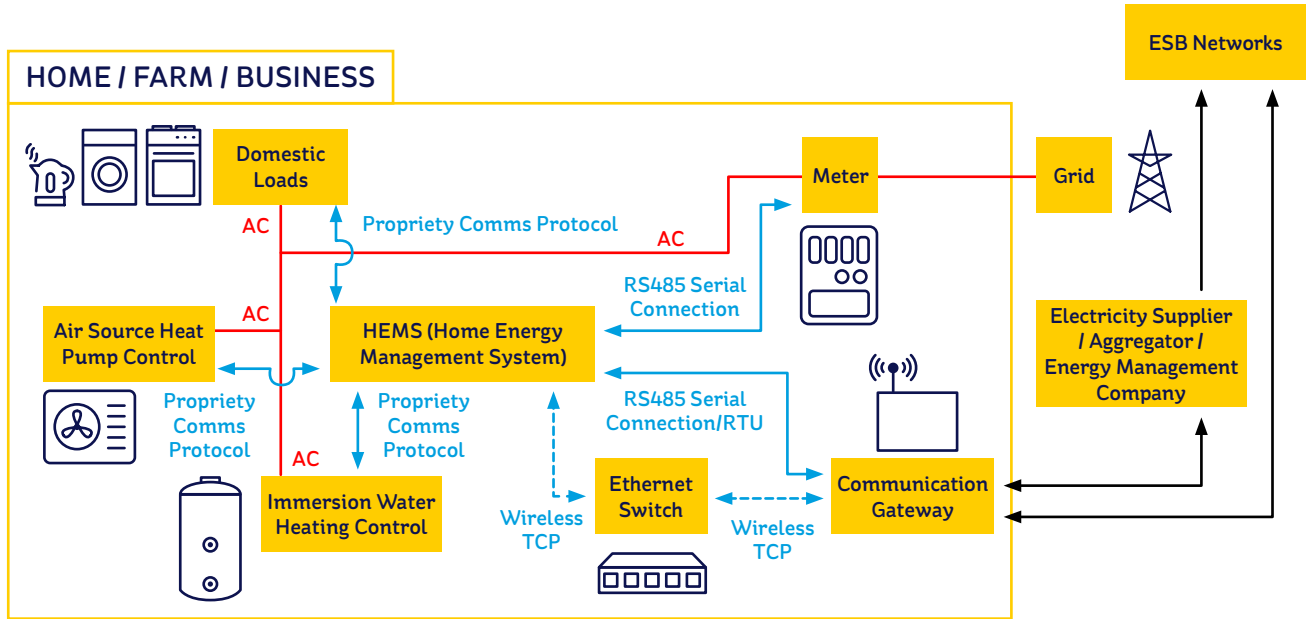 ESB Networks
HOME / FARM / BUSINESS
Domestic
Loads
Meter
Grid
AC
Propriety Comms Protocol
AC
RS485 Serial
Connection
AC
Air Source Heat
Pump Control
HEMS (Home Energy
Management System)
Electricity Supplier
/ Aggregator /
Energy Management
Company
Propriety
Comms
Protocol
Propriety
Comms
Protocol
RS485 Serial
Connection/RTU
AC
Immersion Water
Heating Control
Wireless
TCP
Ethernet
Switch
Wireless
TCP
Communication
Gateway